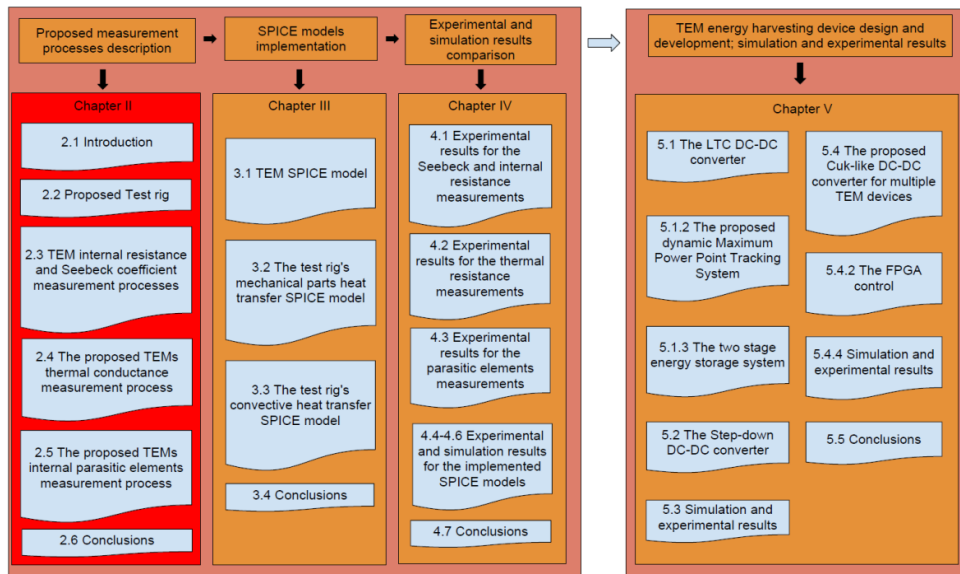 Proposed measurement
processes description
SPICE models
implementation
Experimental and
simulation results
comparison
TEM energy harvesting device design and
development; simulation and experimental results
Chapter II
2.1 Introduction
2.2 Proposed Test rig
2.3 TEM internal resistance
and Seebeck coefficient
measurement processes
2.4 The proposed TEMs
thermal conductance
measurement process
2.5 The proposed TEMs
internal parasitic elements
measurement process
2.6 Conclusions
Chapter III
3.1 TEM SPICE model
3.2 The test rig's
mechanical parts heat
transfer SPICE model
3.3 The test rig's
convective heat transfer
SPICE model
3.4 Conclusions
Chapter IV
4.1 Experimental
results for the
Seebeck and internal
resistance
measurements
4.2 Experimental
results for the
thermal resistance
measurements
4.3 Experimental
results for the
parasitic elements
measurements
4.4-4.6 Experimental
and simulation results
for the implemented
SPICE models
4.7 Conclusions
Chapter V
5.1 The LTC DC-DC
converter
5.1.2 The proposed
dynamic Maximum
Power Point Tracking
System
5.1.3 The two stage
energy storage system
5.2 The Step-down
DC-DC converter
5.3 Simulation and
experimental results
5.4 The proposed
Cuk-like DC-DC
converter for multiple
TEM devices
5.4.2 The FPGA
control
5.4.4 Simulation and
experimental results
5.5 Conclusions